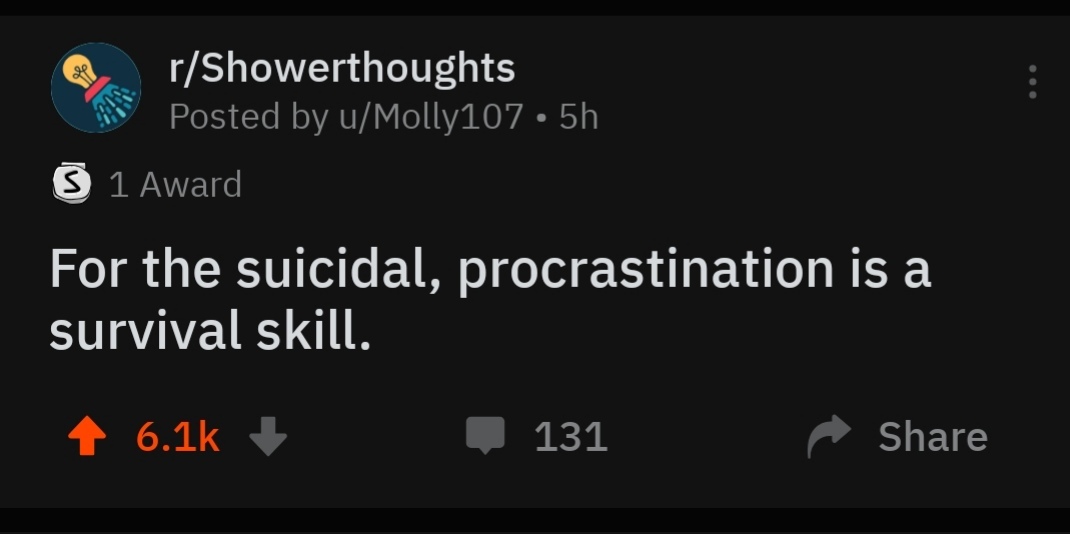 r/Showerthoughts
Posted by u/Molly107 • 5h
S 1 Award
For the suicidal, procrastination is a
survival skill.
6.1k 131 Share